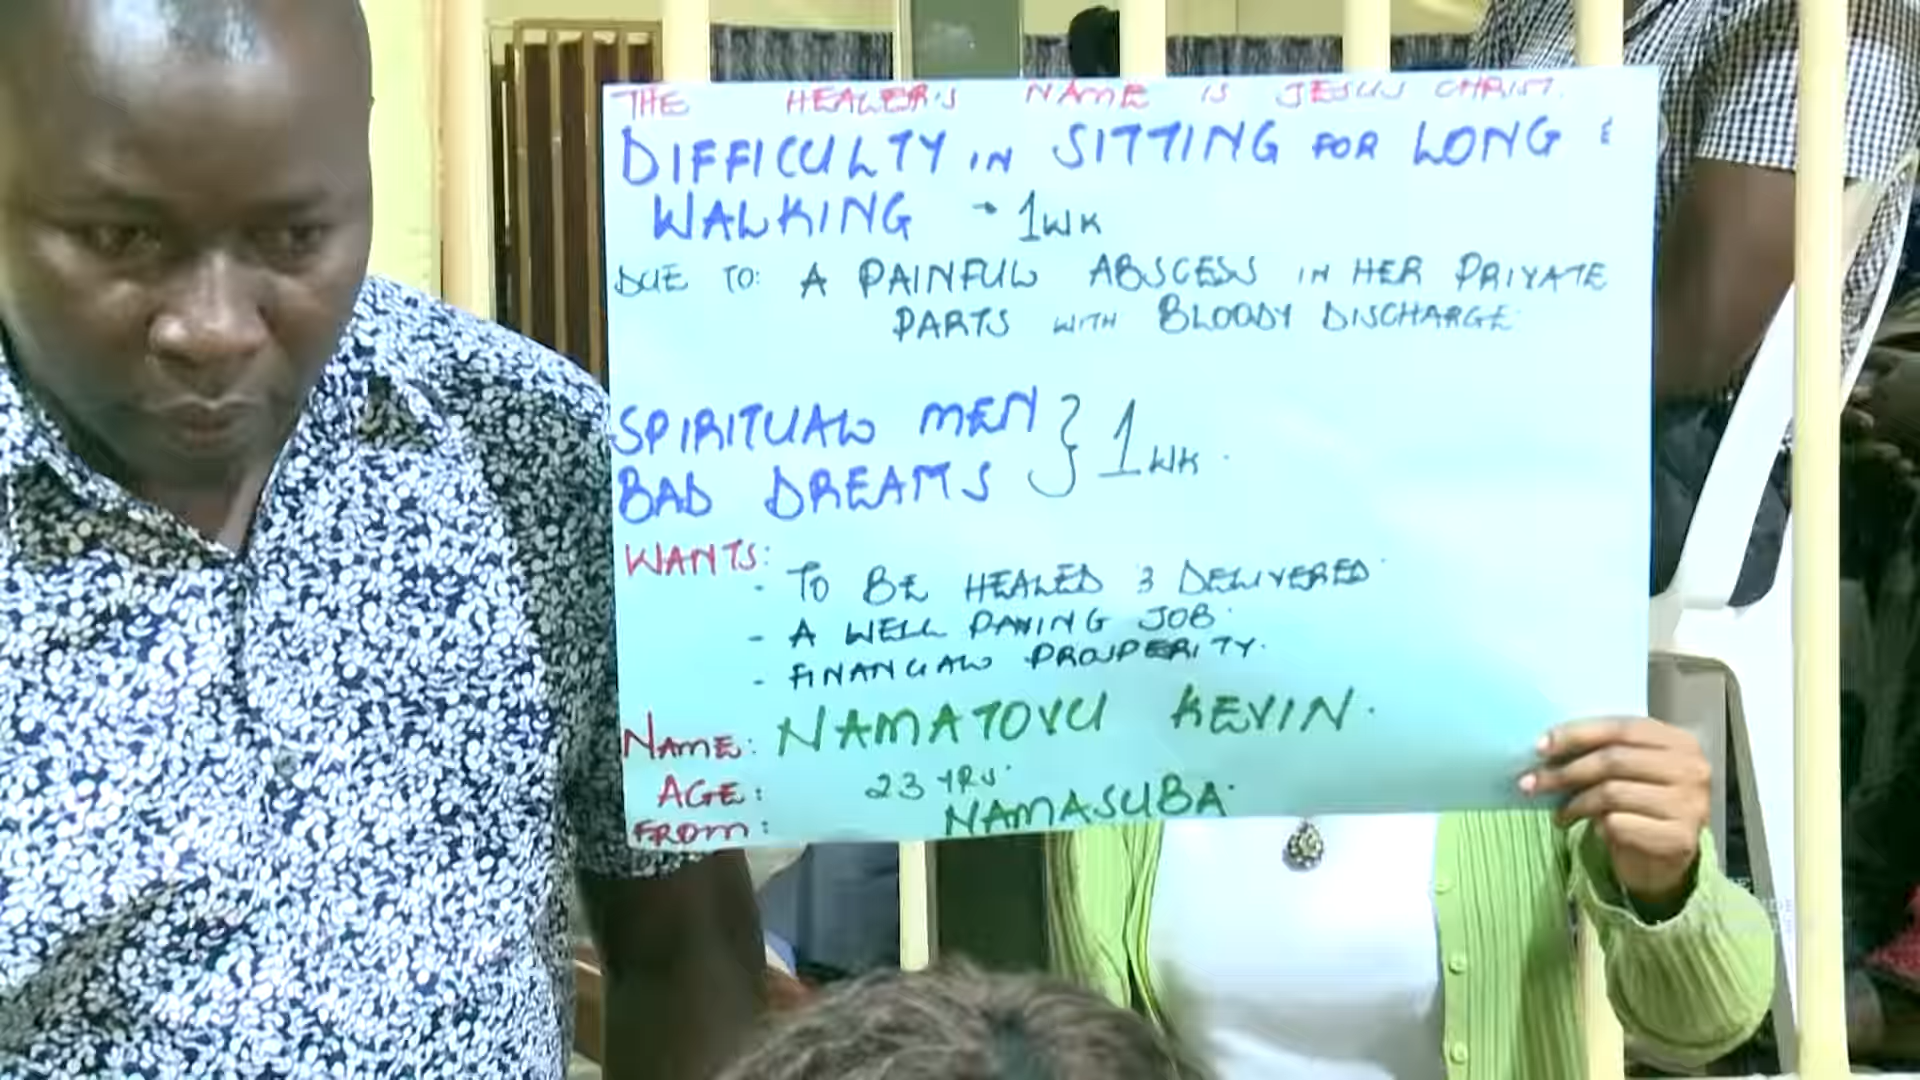 THE HEALER'S NAME IS JESUS CHRIST.
DIFFICULTY IN SITTING FOR LONG &
WALKING → 1WK
DUE TO: A PAINFUL ABSCESS IN HER PRIVATE
PARTS WITH BLOODY DISCHARGE
SPIRITUAL MEN } 1WK.
BAD DREAMS
WANTS:
- TO BE HEALED & DELIVERED.
- A WELL PAYING JOB.
- FINANCIAL PROSPERITY.
NAME: NAMATOVU KEVIN.
AGE: 23 YRS.
FROM: NAMASUBA.